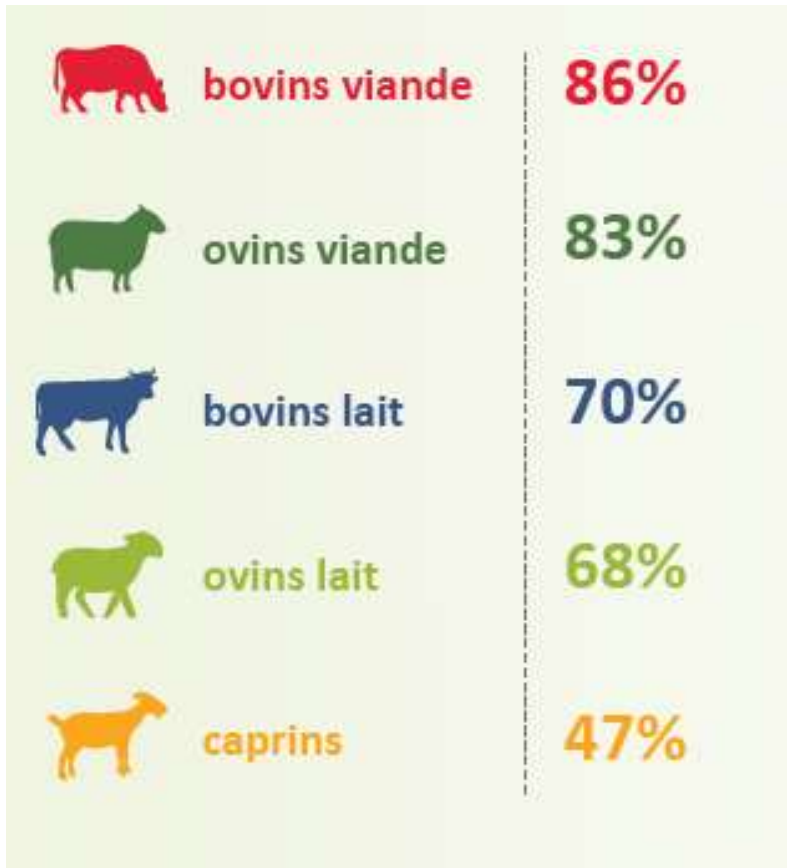 bovins viande 86%
ovins viande 83%
bovins lait 70%
ovins lait 68%
caprins 47%